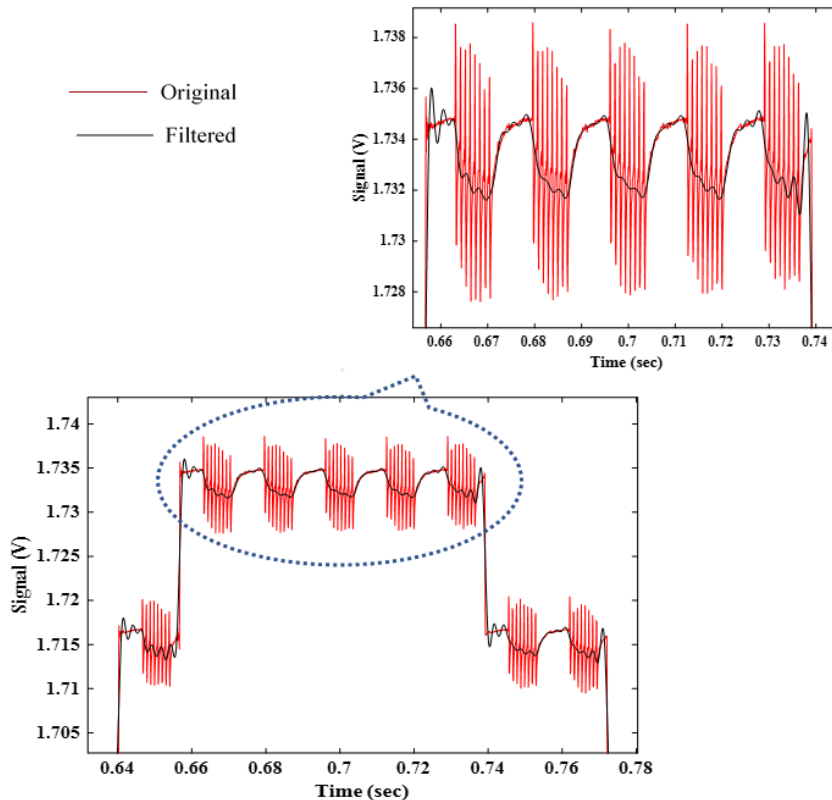 Original
Filtered
1.738
1.736
1.734
1.732
1.73
1.728
Signal (V)
0.66 0.67 0.68 0.69 0.7 0.71 0.72 0.73 0.74
Time (sec)
1.74
1.735
1.73
1.725
1.72
1.715
1.71
1.705
Signal (V)
0.64 0.66 0.68 0.7 0.72 0.74 0.76 0.78
Time (sec)